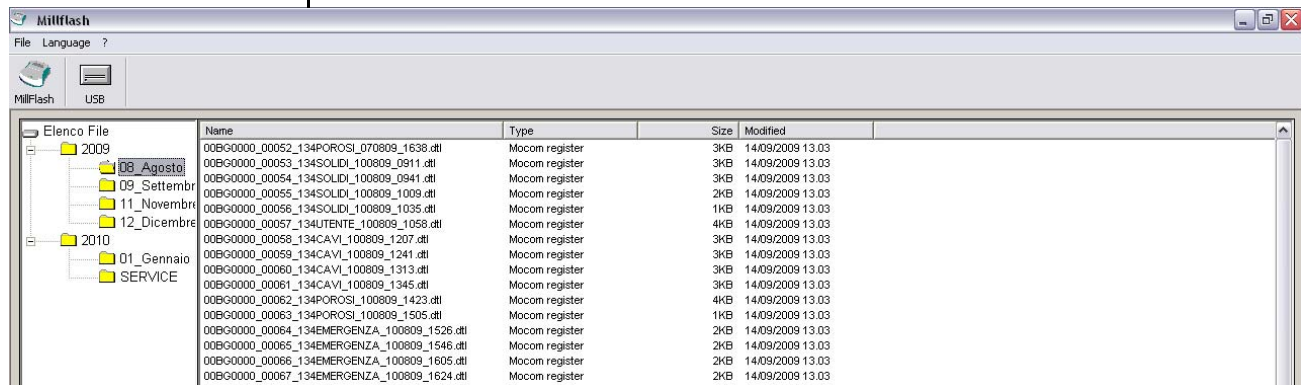 Millflash
File Language ?
MillFlash USB
Elenco File
2009
08_Agosto
09_Settembr
11_Novembre
12_Dicembre
2010
01_Gennaio
SERVICE
Name Type Size Modified
00BG0000_00052_134POROSI_070809_1638.dtl Mocom register 3KB 14/09/2009 13.03
00BG0000_00053_134SOLIDI_100809_0911.dtl Mocom register 3KB 14/09/2009 13.03
00BG0000_00054_134SOLIDI_100809_0941.dtl Mocom register 3KB 14/09/2009 13.03
00BG0000_00055_134SOLIDI_100809_1009.dtl Mocom register 2KB 14/09/2009 13.03
00BG0000_00056_134SOLIDI_100809_1035.dtl Mocom register 1KB 14/09/2009 13.03
00BG0000_00057_134UTENTE_100809_1058.dtl Mocom register 4KB 14/09/2009 13.03
00BG0000_00058_134CAVI_100809_1207.dtl Mocom register 3KB 14/09/2009 13.03
00BG0000_00059_134CAVI_100809_1241.dtl Mocom register 3KB 14/09/2009 13.03
00BG0000_00060_134CAVI_100809_1313.dtl Mocom register 3KB 14/09/2009 13.03
00BG0000_00061_134CAVI_100809_1345.dtl Mocom register 3KB 14/09/2009 13.03
00BG0000_00062_134POROSI_100809_1423.dtl Mocom register 4KB 14/09/2009 13.03
00BG0000_00063_134POROSI_100809_1505.dtl Mocom register 1KB 14/09/2009 13.03
00BG0000_00064_134EMERGENZA_100809_1526.dtl Mocom register 2KB 14/09/2009 13.03
00BG0000_00065_134EMERGENZA_100809_1546.dtl Mocom register 2KB 14/09/2009 13.03
00BG0000_00066_134EMERGENZA_100809_1605.dtl Mocom register 2KB 14/09/2009 13.03
00BG0000_00067_134EMERGENZA_100809_1624.dtl Mocom register 2KB 14/09/2009 13.03